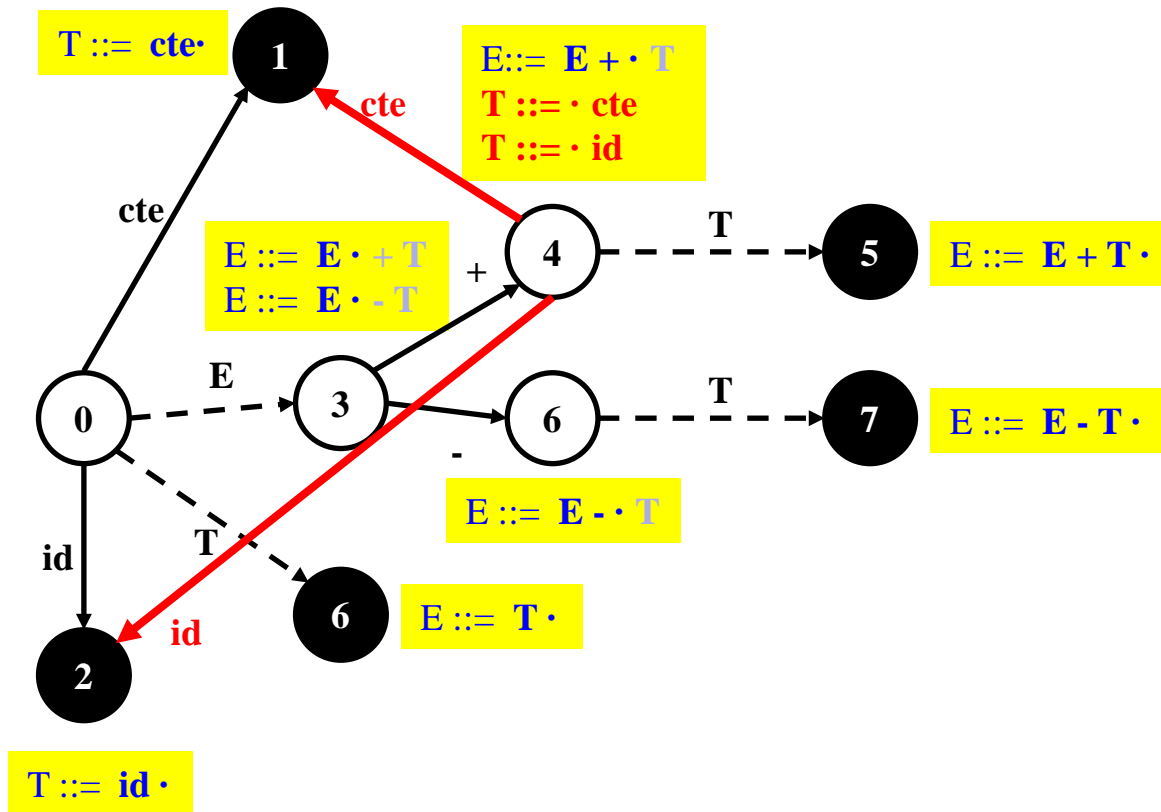 T ::= cte·
1
E::= E + · T
T ::= · cte
T ::= · id
cte
cte
E ::= E · + T
E ::= E · - T
+
4
T
5
E ::= E + T ·
0
E
3
-
6
T
7
E ::= E - T ·
E ::= E - · T
id
T
6
E ::= T ·
id
2
T ::= id ·